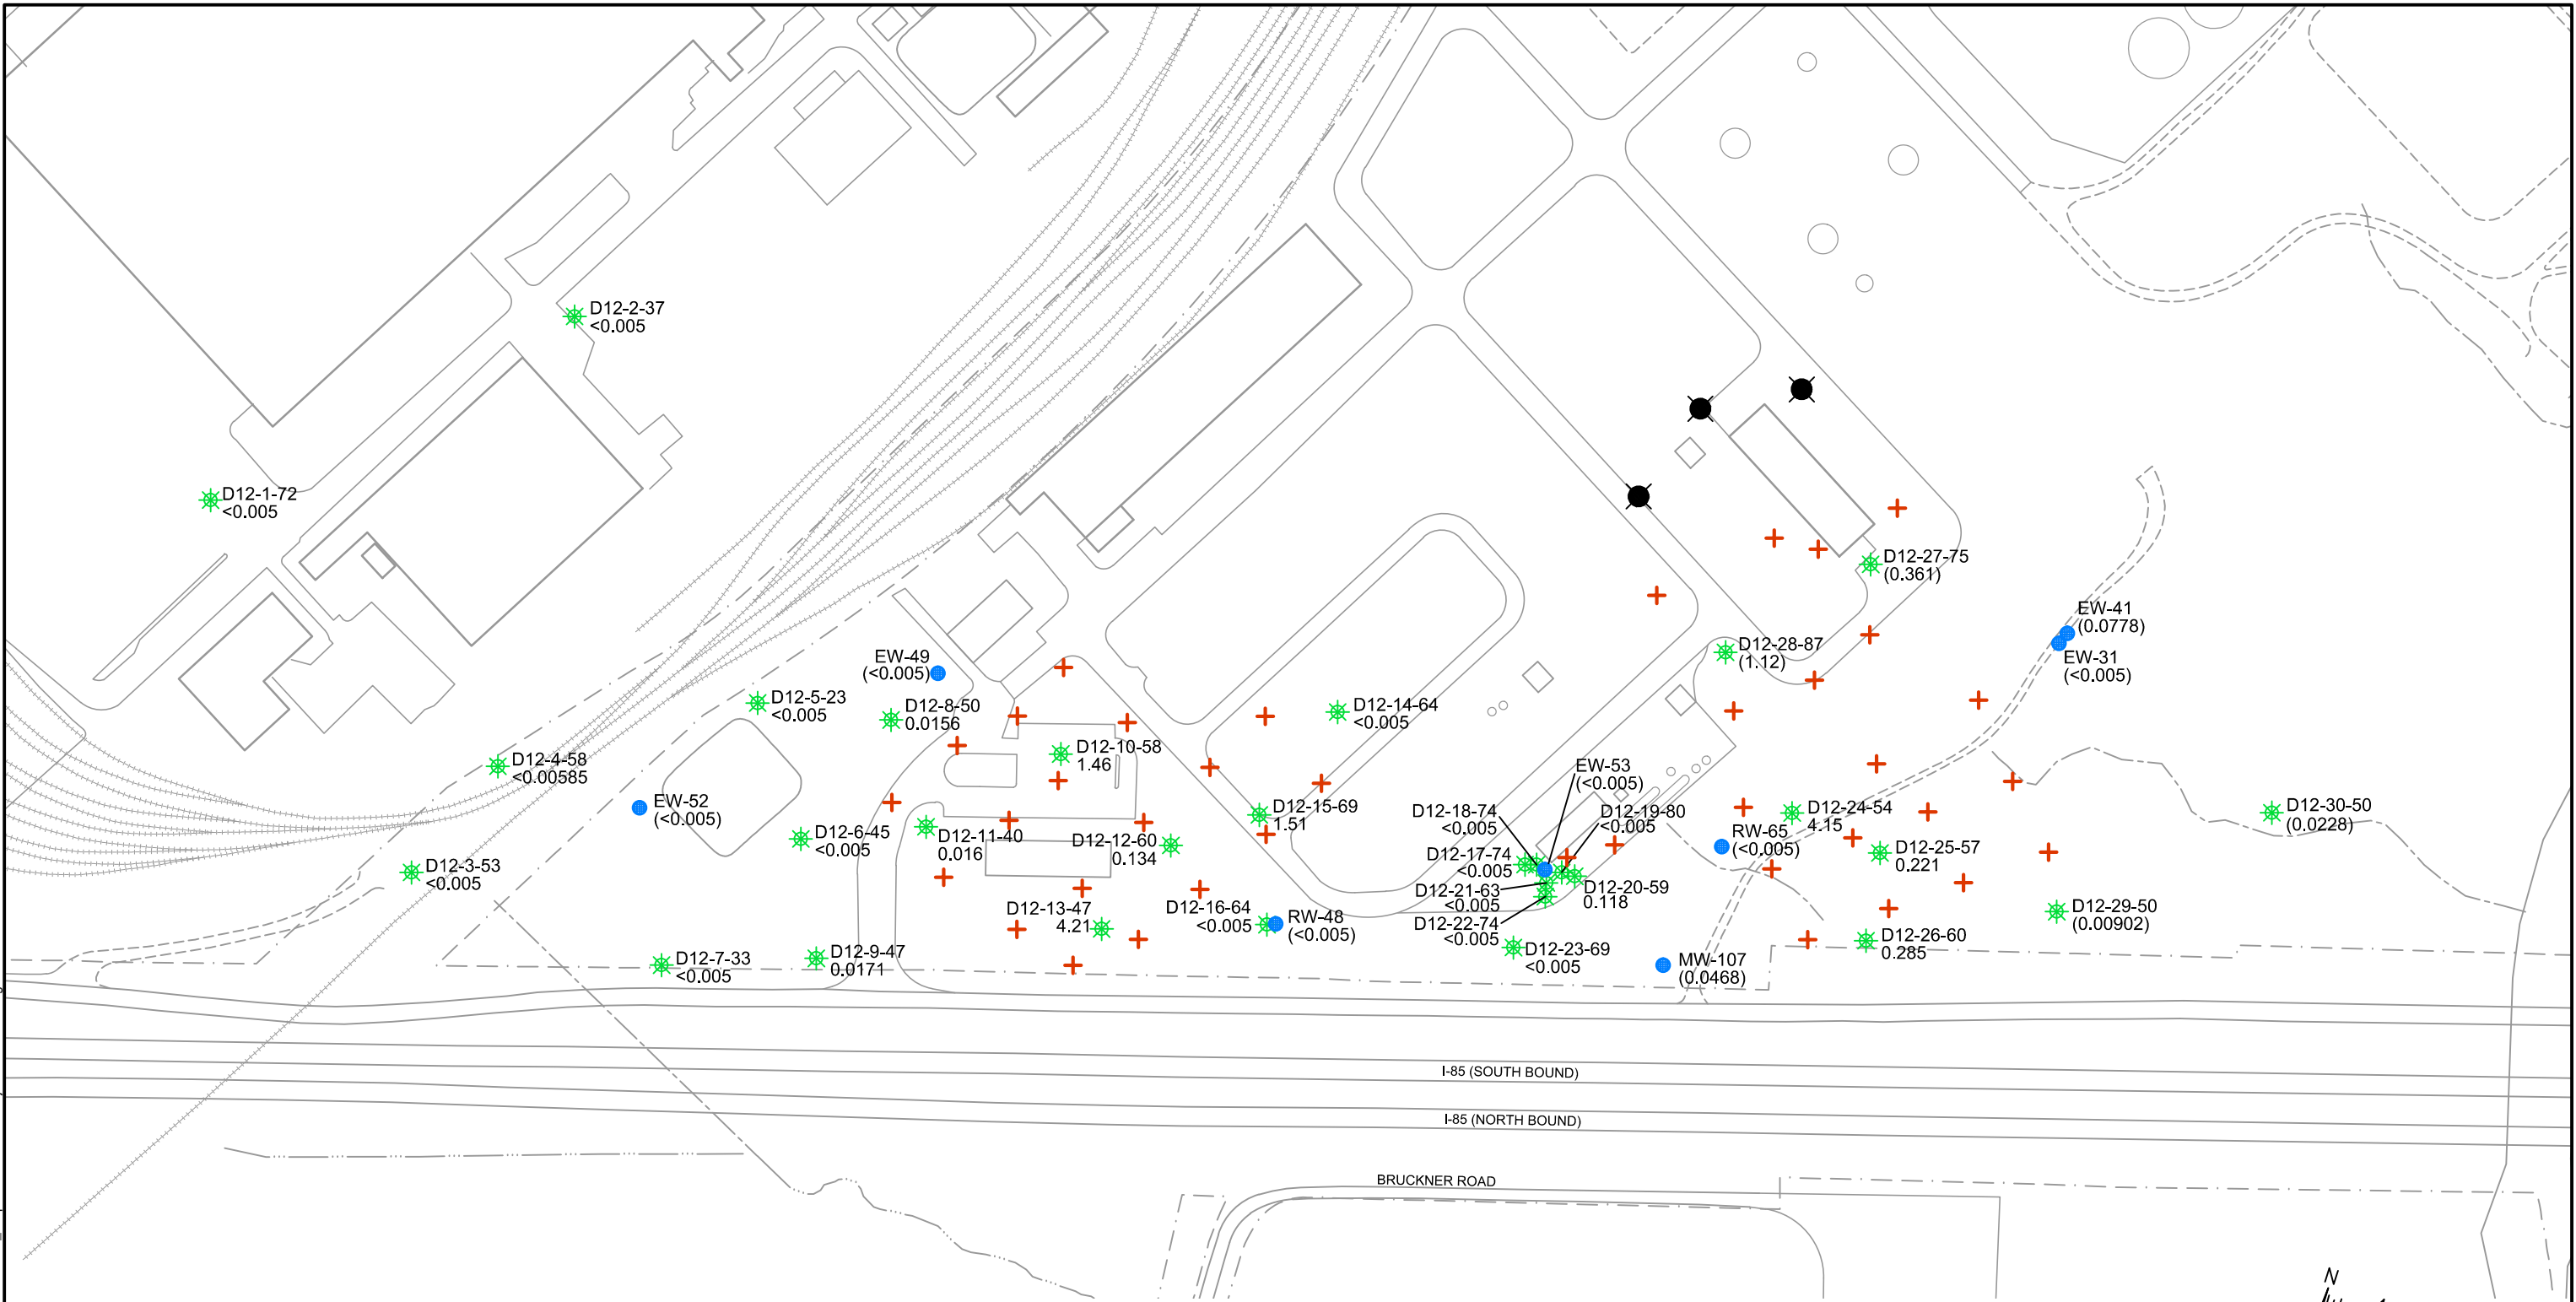 D12-2-37
<0.005
D12-1-72
<0.005
D12-27-75
(0.361)
EW-41
(0.0778)
EW-31
(<0.005)
D12-28-87
(1.12)
EW-49
(<0.005)
D12-5-23
<0.005
D12-8-50
0.0156
D12-14-64
<0.005
D12-10-58
1.46
D12-4-58
<0.00585
EW-52
(<0.005)
EW-53
(<0.005)
D12-18-74
<0.005
D12-19-80
<0.005
D12-15-69
1.51
D12-24-54
4.15
D12-30-50
(0.0228)
D12-6-45
<0.005
D12-11-40
0.016
D12-12-60
0.134
RW-65
(<0.005)
D12-17-74
<0.005
D12-25-57
0.221
D12-3-53
<0.005
D12-21-63
<0.005
D12-20-59
0.118
D12-13-47
4.21
D12-16-64
<0.005
RW-48
(<0.005)
D12-22-74
<0.005
D12-29-50
(0.00902)
D12-26-60
0.285
D12-23-69
<0.005
D12-9-47
0.0171
D12-7-33
<0.005
MW-107
(0.0468)
I-85 (SOUTH BOUND)
I-85 (NORTH BOUND)
BRUCKNER ROAD
N